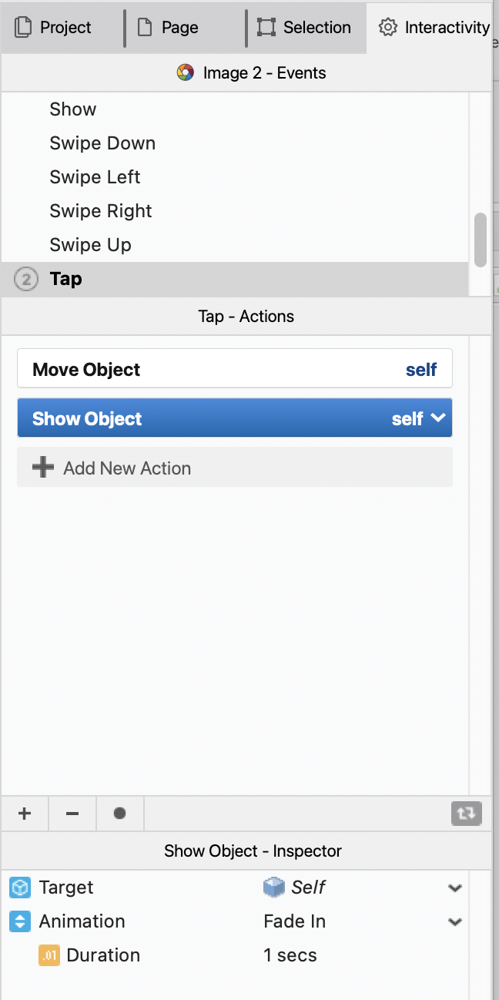 Project Page Selection Interactivity
Image 2 - Events
Show
Swipe Down
Swipe Left
Swipe Right
Swipe Up
2 Tap
Tap - Actions
Move Object self
Show Object self
Add New Action
Show Object - Inspector
Target Self
Animation Fade In
.01 Duration 1 secs